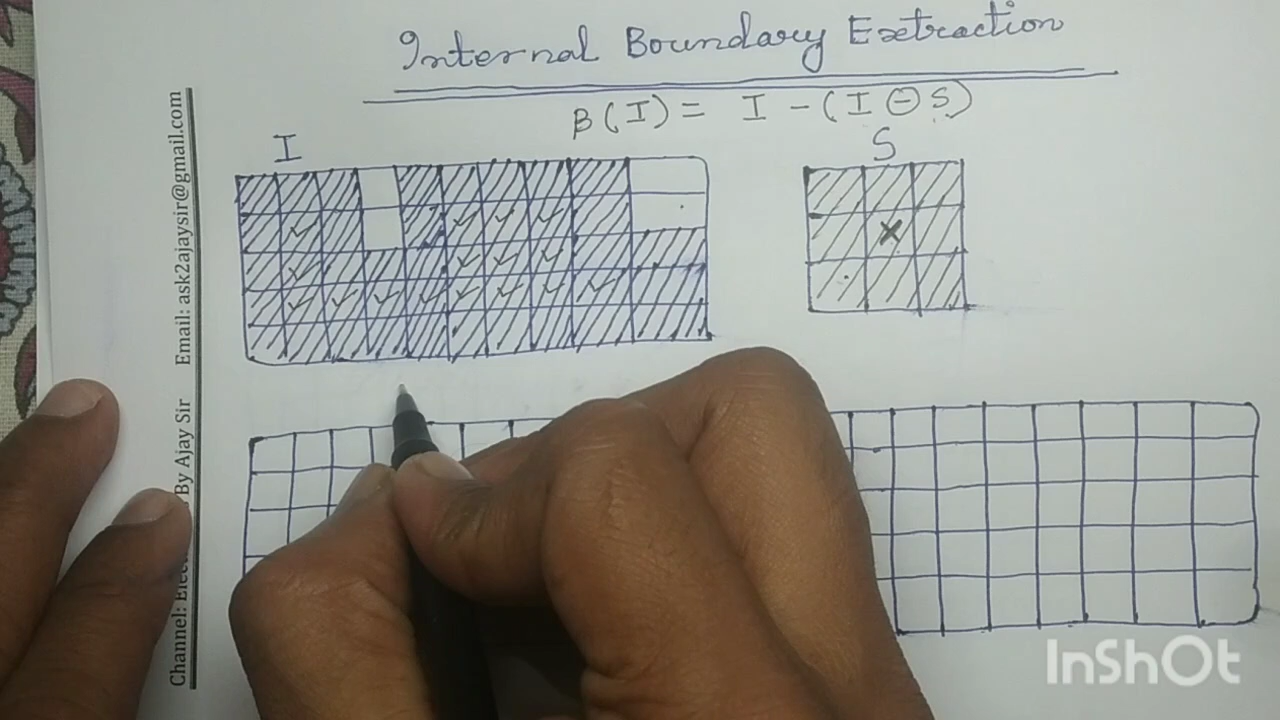 Internal Boundary Extraction
B(I) = I - (I ⊖ S)
I
S
Email: ask2ajaysir@gmail.com
By Ajay Sir
Channel:
InShOt